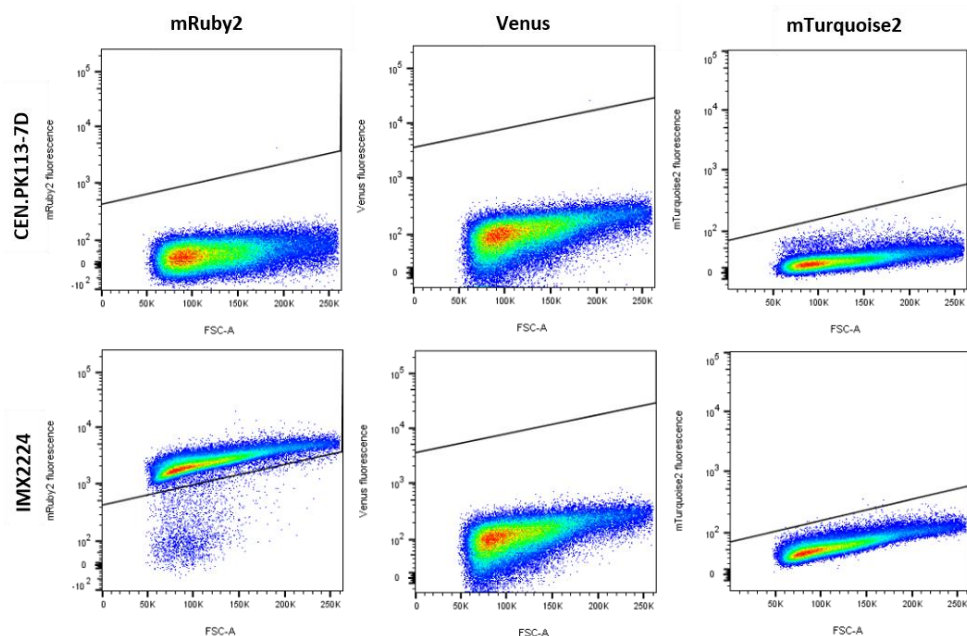 mRuby2 Venus mTurquoise2
CEN.PK113-7D
mRuby2 fluorescence
10^5
10^4
10^3
10^2
0
-10^2
0 50K 100K 150K 200K 250K
FSC-A
Venus fluorescence
10^5
10^4
10^3
10^2
0
0 50K 100K 150K 200K 250K
FSC-A
mTurquoise2 fluorescence
10^5
10^4
10^3
10^2
0
50K 100K 150K 200K 250K
FSC-A
IMX2224
mRuby2 fluorescence
10^5
10^4
10^3
10^2
0
-10^2
0 50K 100K 150K 200K 250K
FSC-A
Venus fluorescence
10^5
10^4
10^3
10^2
0
0 50K 100K 150K 200K 250K
FSC-A
mTurquoise2 fluorescence
10^5
10^4
10^3
10^2
0
50K 100K 150K 200K 250K
FSC-A